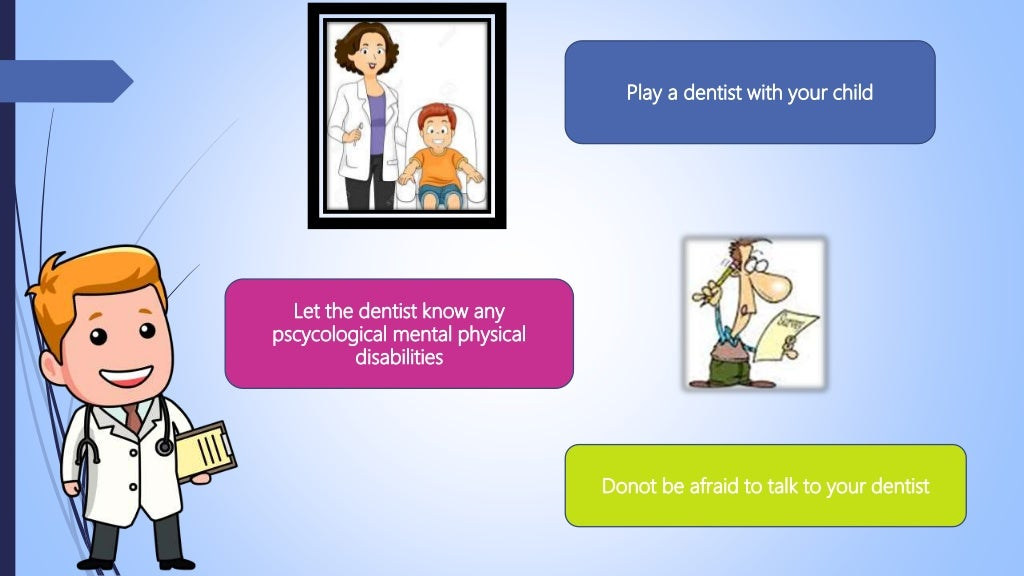 Play a dentist with your child
Let the dentist know any
pscycological mental physical
disabilities
Donot be afraid to talk to your dentist